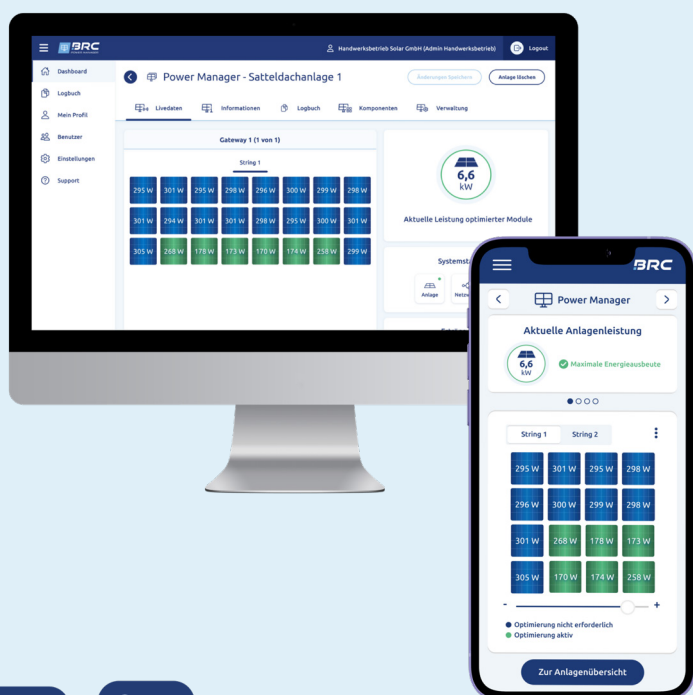 BRC
Handwerksbetrieb Solar GmbH (Admin Handwerksbetrieb)
Logout
Dashboard
Logbuch
Mein Profil
Benutzer
Einstellungen
Support
Power Manager - Satteldachanlage 1
Änderungen Speichern
Anlage löschen
Livedaten
Informationen
Logbuch
Komponenten
Verwaltung
Gateway 1 (1 von 1)
String 1
295 W 301 W 295 W 298 W 296 W 300 W 299 W 298 W
301 W 294 W 301 W 301 W 298 W 295 W 300 W 301 W
305 W 268 W 178 W 173 W 170 W 174 W 258 W 299 W
6,6
kW
Aktuelle Leistung optimierter Module
Anlage
BRC
Power Manager
Aktuelle Anlagenleistung
6,6
kW
Maximale Energieausbeute
String 1
String 2
295 W 301 W 295 W 298 W
296 W 300 W 299 W 298 W
301 W 268 W 178 W 173 W
305 W 170 W 174 W 258 W
- +
Optimierung nicht erforderlich
Optimierung aktiv
Zur Anlagenübersicht